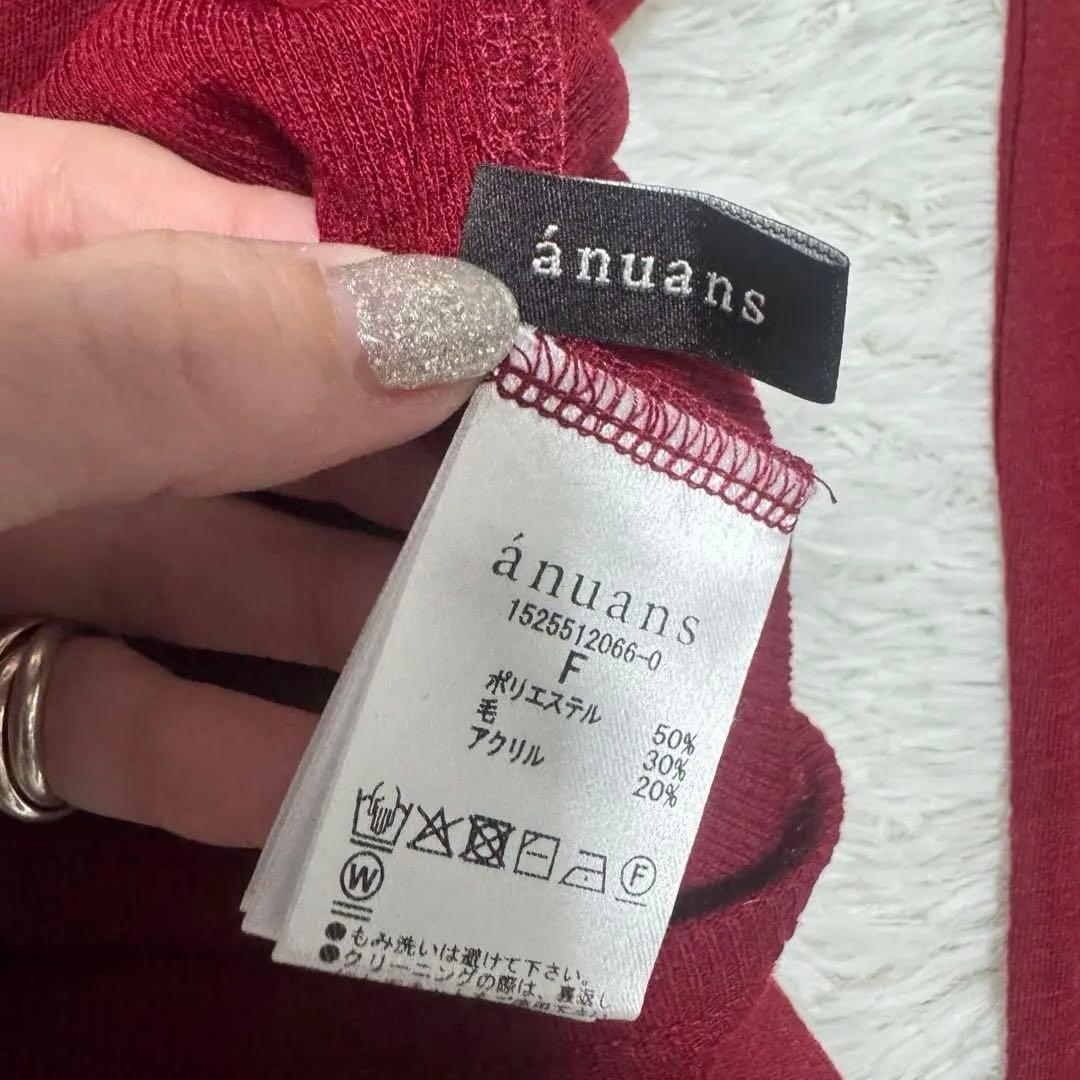 ánuans
ánuans
1525512066-0
F
ポリエステル 50%
毛 30%
アクリル 20%
F
W
●もみ洗いは避けて下さい。
●クリーニングの際は、裏返し